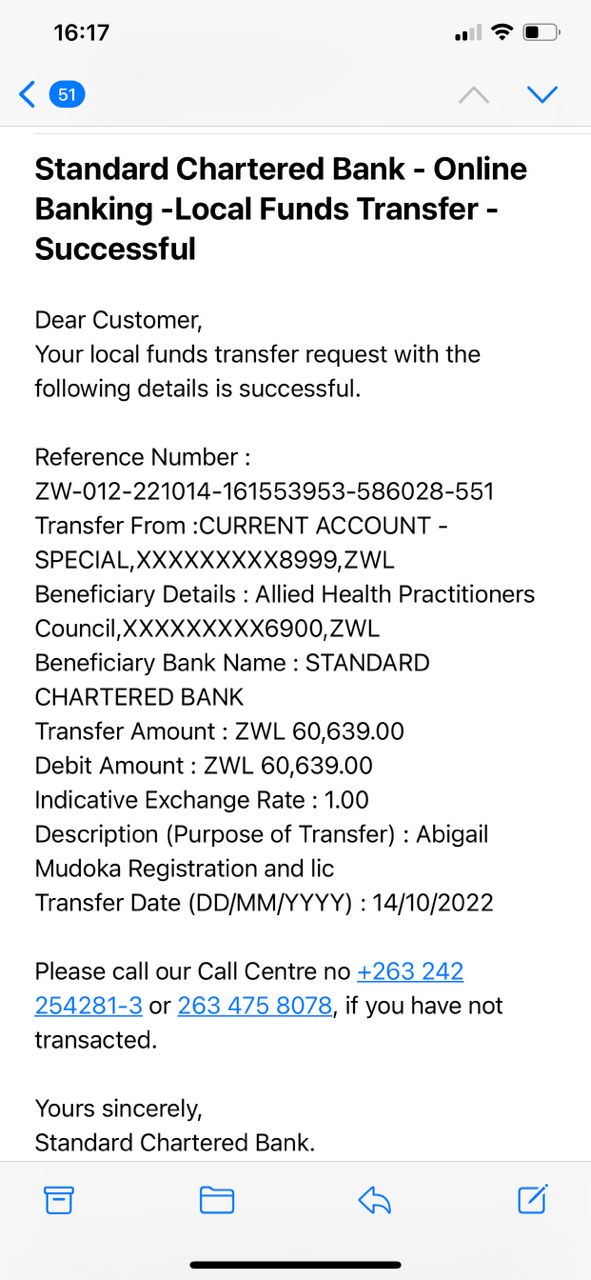 16:17
51
Standard Chartered Bank - Online
Banking -Local Funds Transfer -
Successful
Dear Customer,
Your local funds transfer request with the
following details is successful.
Reference Number :
ZW-012-221014-161553953-586028-551
Transfer From :CURRENT ACCOUNT -
SPECIAL,XXXXXXXXX8999,ZWL
Beneficiary Details : Allied Health Practitioners
Council,XXXXXXXXX6900,ZWL
Beneficiary Bank Name : STANDARD
CHARTERED BANK
Transfer Amount : ZWL 60,639.00
Debit Amount : ZWL 60,639.00
Indicative Exchange Rate : 1.00
Description (Purpose of Transfer) : Abigail
Mudoka Registration and lic
Transfer Date (DD/MM/YYYY) : 14/10/2022
Please call our Call Centre no +263 242
254281-3 or 263 475 8078, if you have not
transacted.
Yours sincerely,
Standard Chartered Bank.